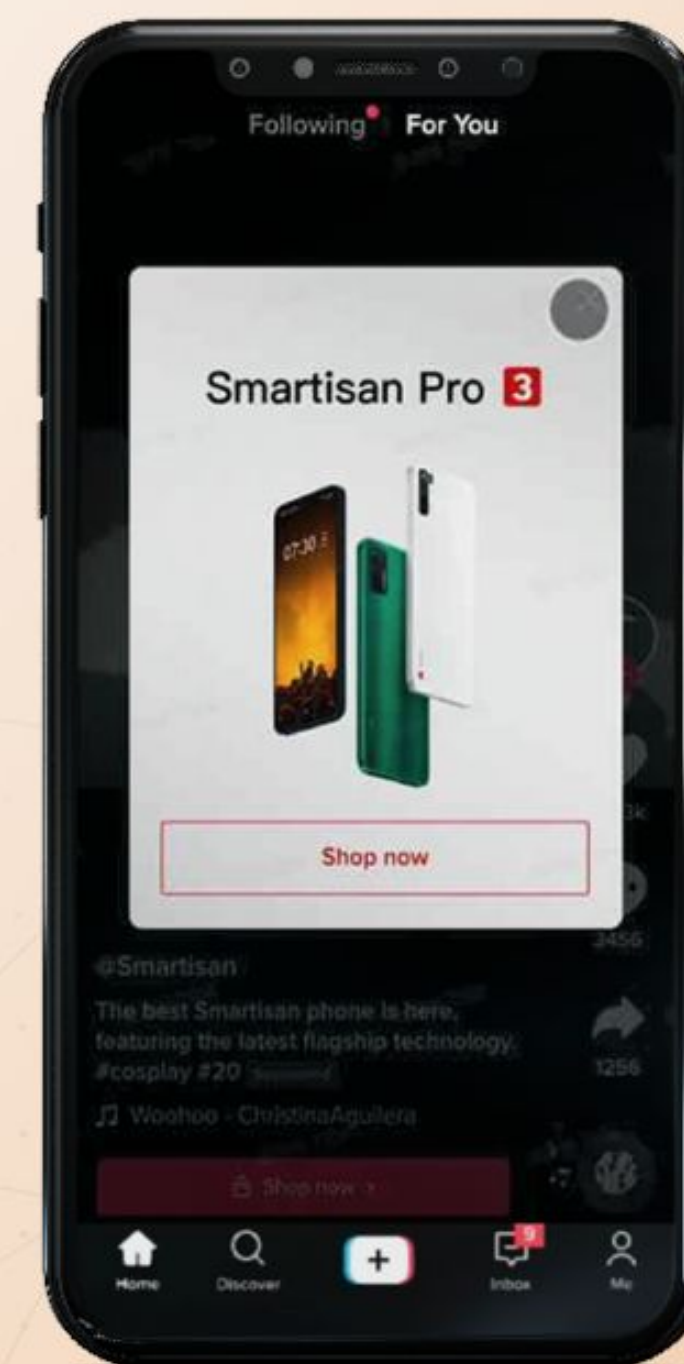 Following For You
Smartisan Pro 3
07:30
Shop now
3456
@Smartisan
The best Smartisan phone is here,
featuring the latest flagship technology.
#cosplay #20
1256
Woohoo - ChristinaAguilera
Shop now >
9
Home Discover + Inbox Me